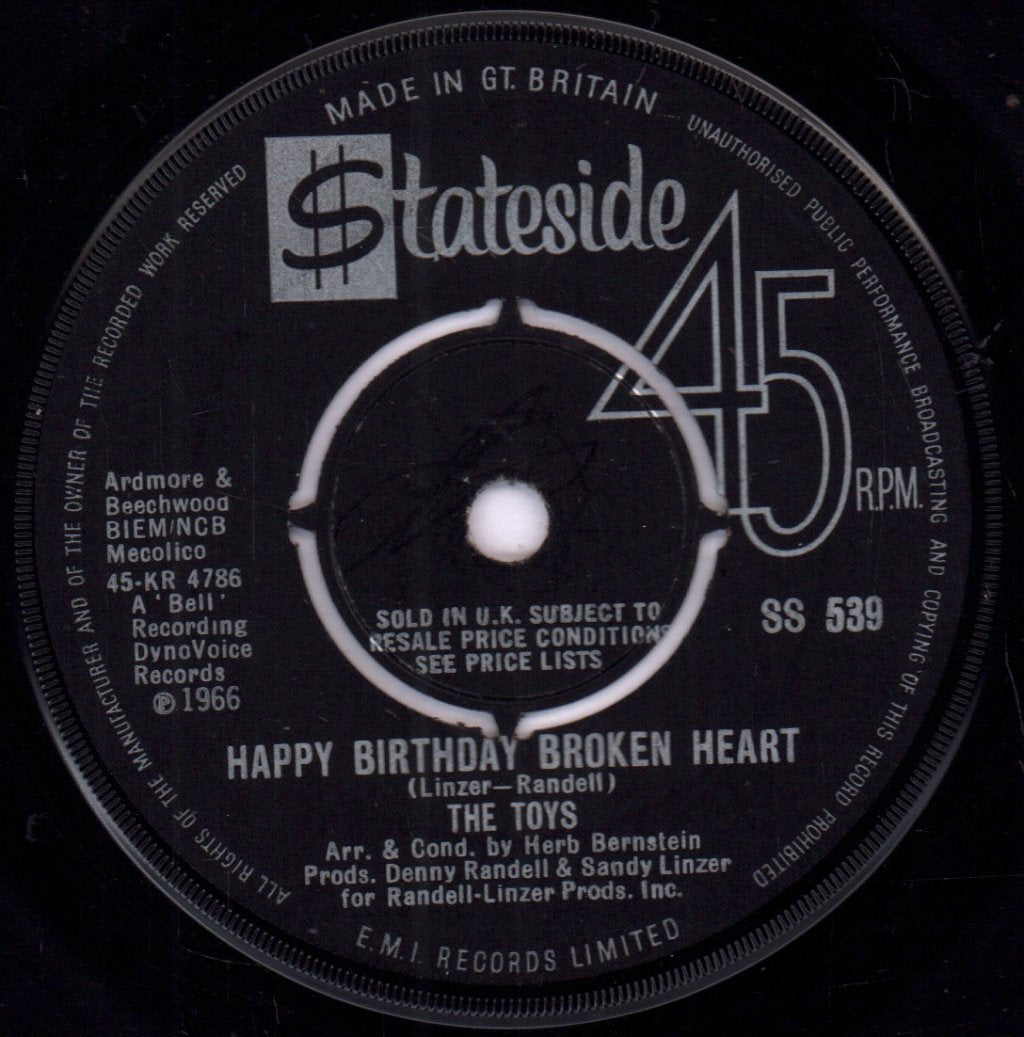 MADE IN GT. BRITAIN
UNAUTHORISED PUBLIC PERFORMANCE BROADCASTING AND COPYING OF THIS RECORD PROHIBITED
ALL RIGHTS OF THE MANUFACTURER AND OF THE OWNER OF THE RECORDED WORK RESERVED
$tateside
45
R.P.M.
Ardmore &
Beechwood
BIEM/NCB
Mecolico
45-KR 4786
A 'Bell'
Recording
DynoVoice
Records
℗ 1966
SS 539
SOLD IN U.K. SUBJECT TO
RESALE PRICE CONDITIONS
SEE PRICE LISTS
HAPPY BIRTHDAY BROKEN HEART
(Linzer—Randell)
THE TOYS
Arr. & Cond. by Herb Bernstein
Prods. Denny Randell & Sandy Linzer
for Randell-Linzer Prods. Inc.
E.M.I. RECORDS LIMITED